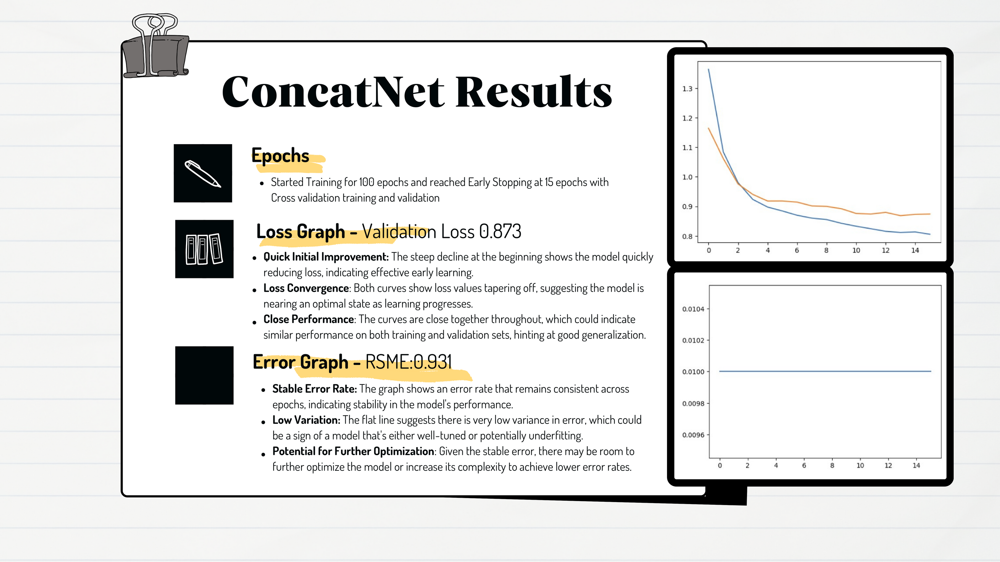 ConcatNet Results
Epochs
• Started Training for 100 epochs and reached Early Stopping at 15 epochs with
Cross validation training and validation
Loss Graph – Validation Loss 0.873
• Quick Initial Improvement: The steep decline at the beginning shows the model quickly
reducing loss, indicating effective early learning.
• Loss Convergence: Both curves show loss values tapering off, suggesting the model is
nearing an optimal state as learning progresses.
• Close Performance: The curves are close together throughout, which could indicate
similar performance on both training and validation sets, hinting at good generalization.
Error Graph – RSME:0.931
• Stable Error Rate: The graph shows an error rate that remains consistent across
epochs, indicating stability in the model's performance.
• Low Variation: The flat line suggests there is very low variance in error, which could
be a sign of a model that's either well-tuned or potentially underfitting.
• Potential for Further Optimization: Given the stable error, there may be room to
further optimize the model or increase its complexity to achieve lower error rates.
1.3
1.2
1.1
1.0
0.9
0.8
0 2 4 6 8 10 12 14
0.0104
0.0102
0.0100
0.0098
0.0096
0 2 4 6 8 10 12 14